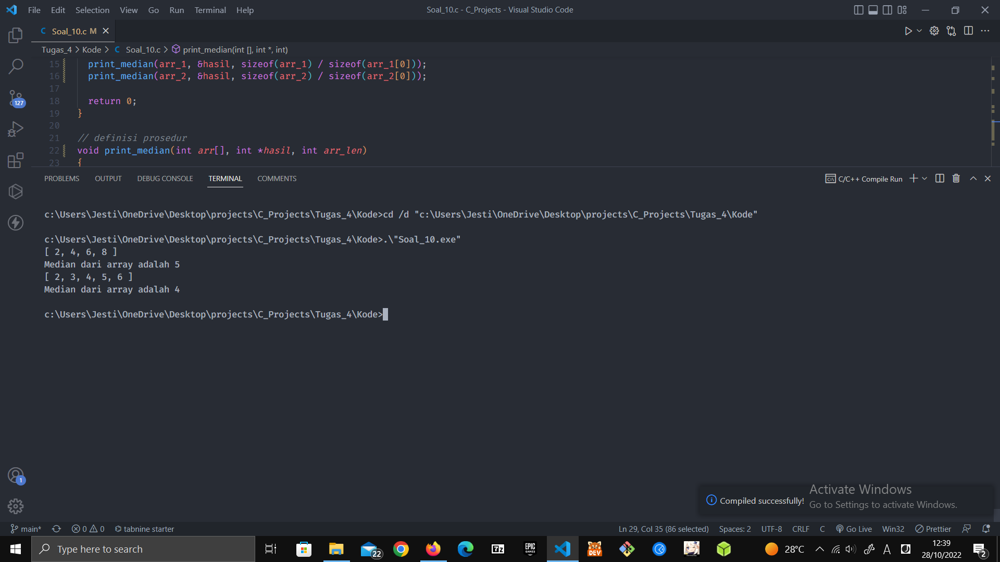 File Edit Selection View Go Run Terminal Help
Soal_10.c - C_Projects - Visual Studio Code
C Soal_10.c M
Tugas_4 > Kode > C Soal_10.c > print_median(int [], int *, int)
15 print_median(arr_1, &hasil, sizeof(arr_1) / sizeof(arr_1[0]));
16 print_median(arr_2, &hasil, sizeof(arr_2) / sizeof(arr_2[0]));
17
18 return 0;
19 }
20
21 // definisi prosedur
22 void print_median(int arr[], int *hasil, int arr_len)
23 {
127
PROBLEMS OUTPUT DEBUG CONSOLE TERMINAL COMMENTS
C/C++ Compile Run
c:\Users\Jesti\OneDrive\Desktop\projects\C_Projects\Tugas_4\Kode>cd /d "c:\Users\Jesti\OneDrive\Desktop\projects\C_Projects\Tugas_4\Kode"
c:\Users\Jesti\OneDrive\Desktop\projects\C_Projects\Tugas_4\Kode>.\"Soal_10.exe"
[ 2, 4, 6, 8 ]
Median dari array adalah 5
[ 2, 3, 4, 5, 6 ]
Median dari array adalah 4
c:\Users\Jesti\OneDrive\Desktop\projects\C_Projects\Tugas_4\Kode>
1
Compiled successfully!
Activate Windows
Go to Settings to activate Windows.
main* 0 0 tabnine starter
Ln 29, Col 35 (86 selected) Spaces: 2 UTF-8 CRLF C Go Live Win32 Prettier
Type here to search
22
7z
EPIC GAMES
DEV
28°C
A
12:39
28/10/2022
2